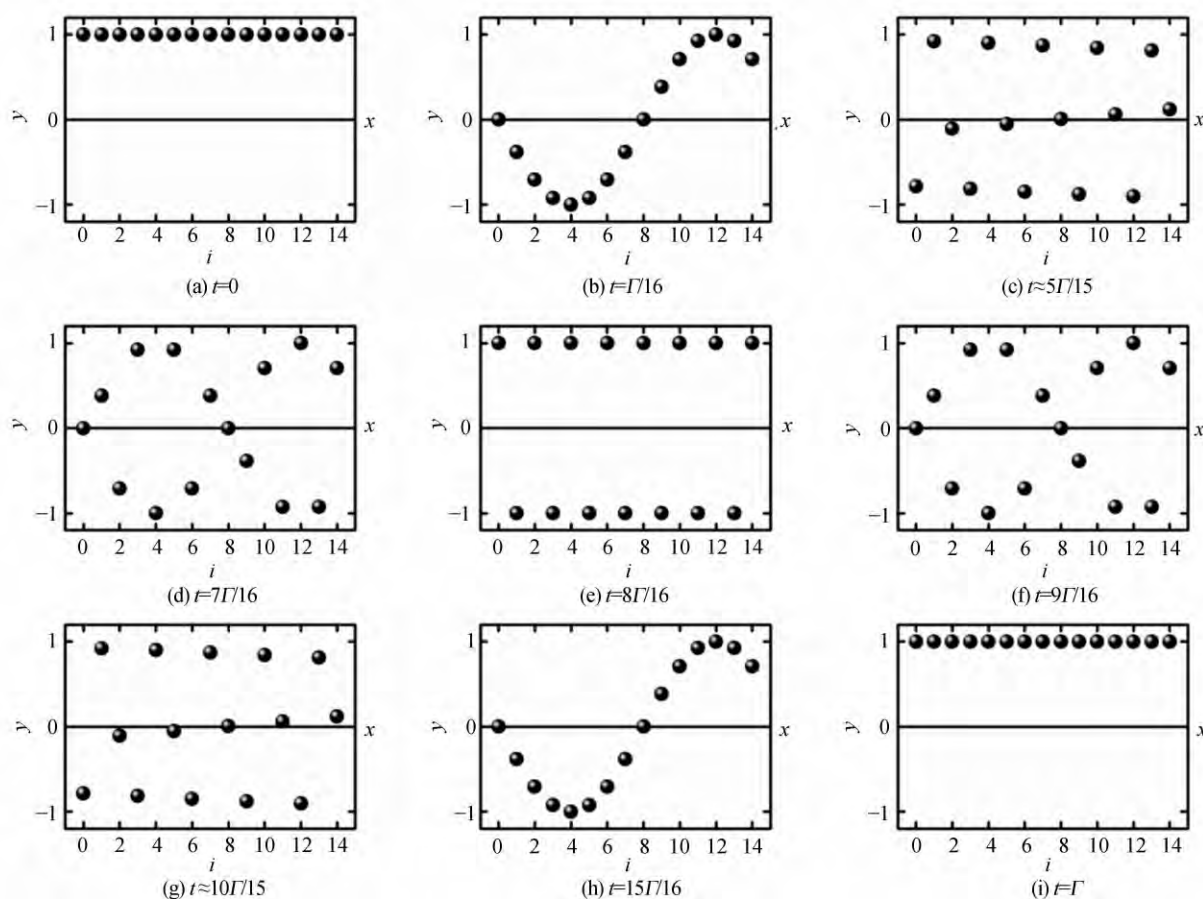 1
y 0 x
−1
0 2 4 6 8 10 12 14
i
(a) t=0
1
y 0 x
−1
0 2 4 6 8 10 12 14
i
(b) t=Γ/16
1
y 0 x
−1
0 2 4 6 8 10 12 14
i
(c) t≈5Γ/15
1
y 0 x
−1
0 2 4 6 8 10 12 14
i
(d) t=7Γ/16
1
y 0 x
−1
0 2 4 6 8 10 12 14
i
(e) t=8Γ/16
1
y 0 x
−1
0 2 4 6 8 10 12 14
i
(f) t=9Γ/16
1
y 0 x
−1
0 2 4 6 8 10 12 14
i
(g) t≈10Γ/15
1
y 0 x
−1
0 2 4 6 8 10 12 14
i
(h) t=15Γ/16
1
y 0 x
−1
0 2 4 6 8 10 12 14
i
(i) t=Γ